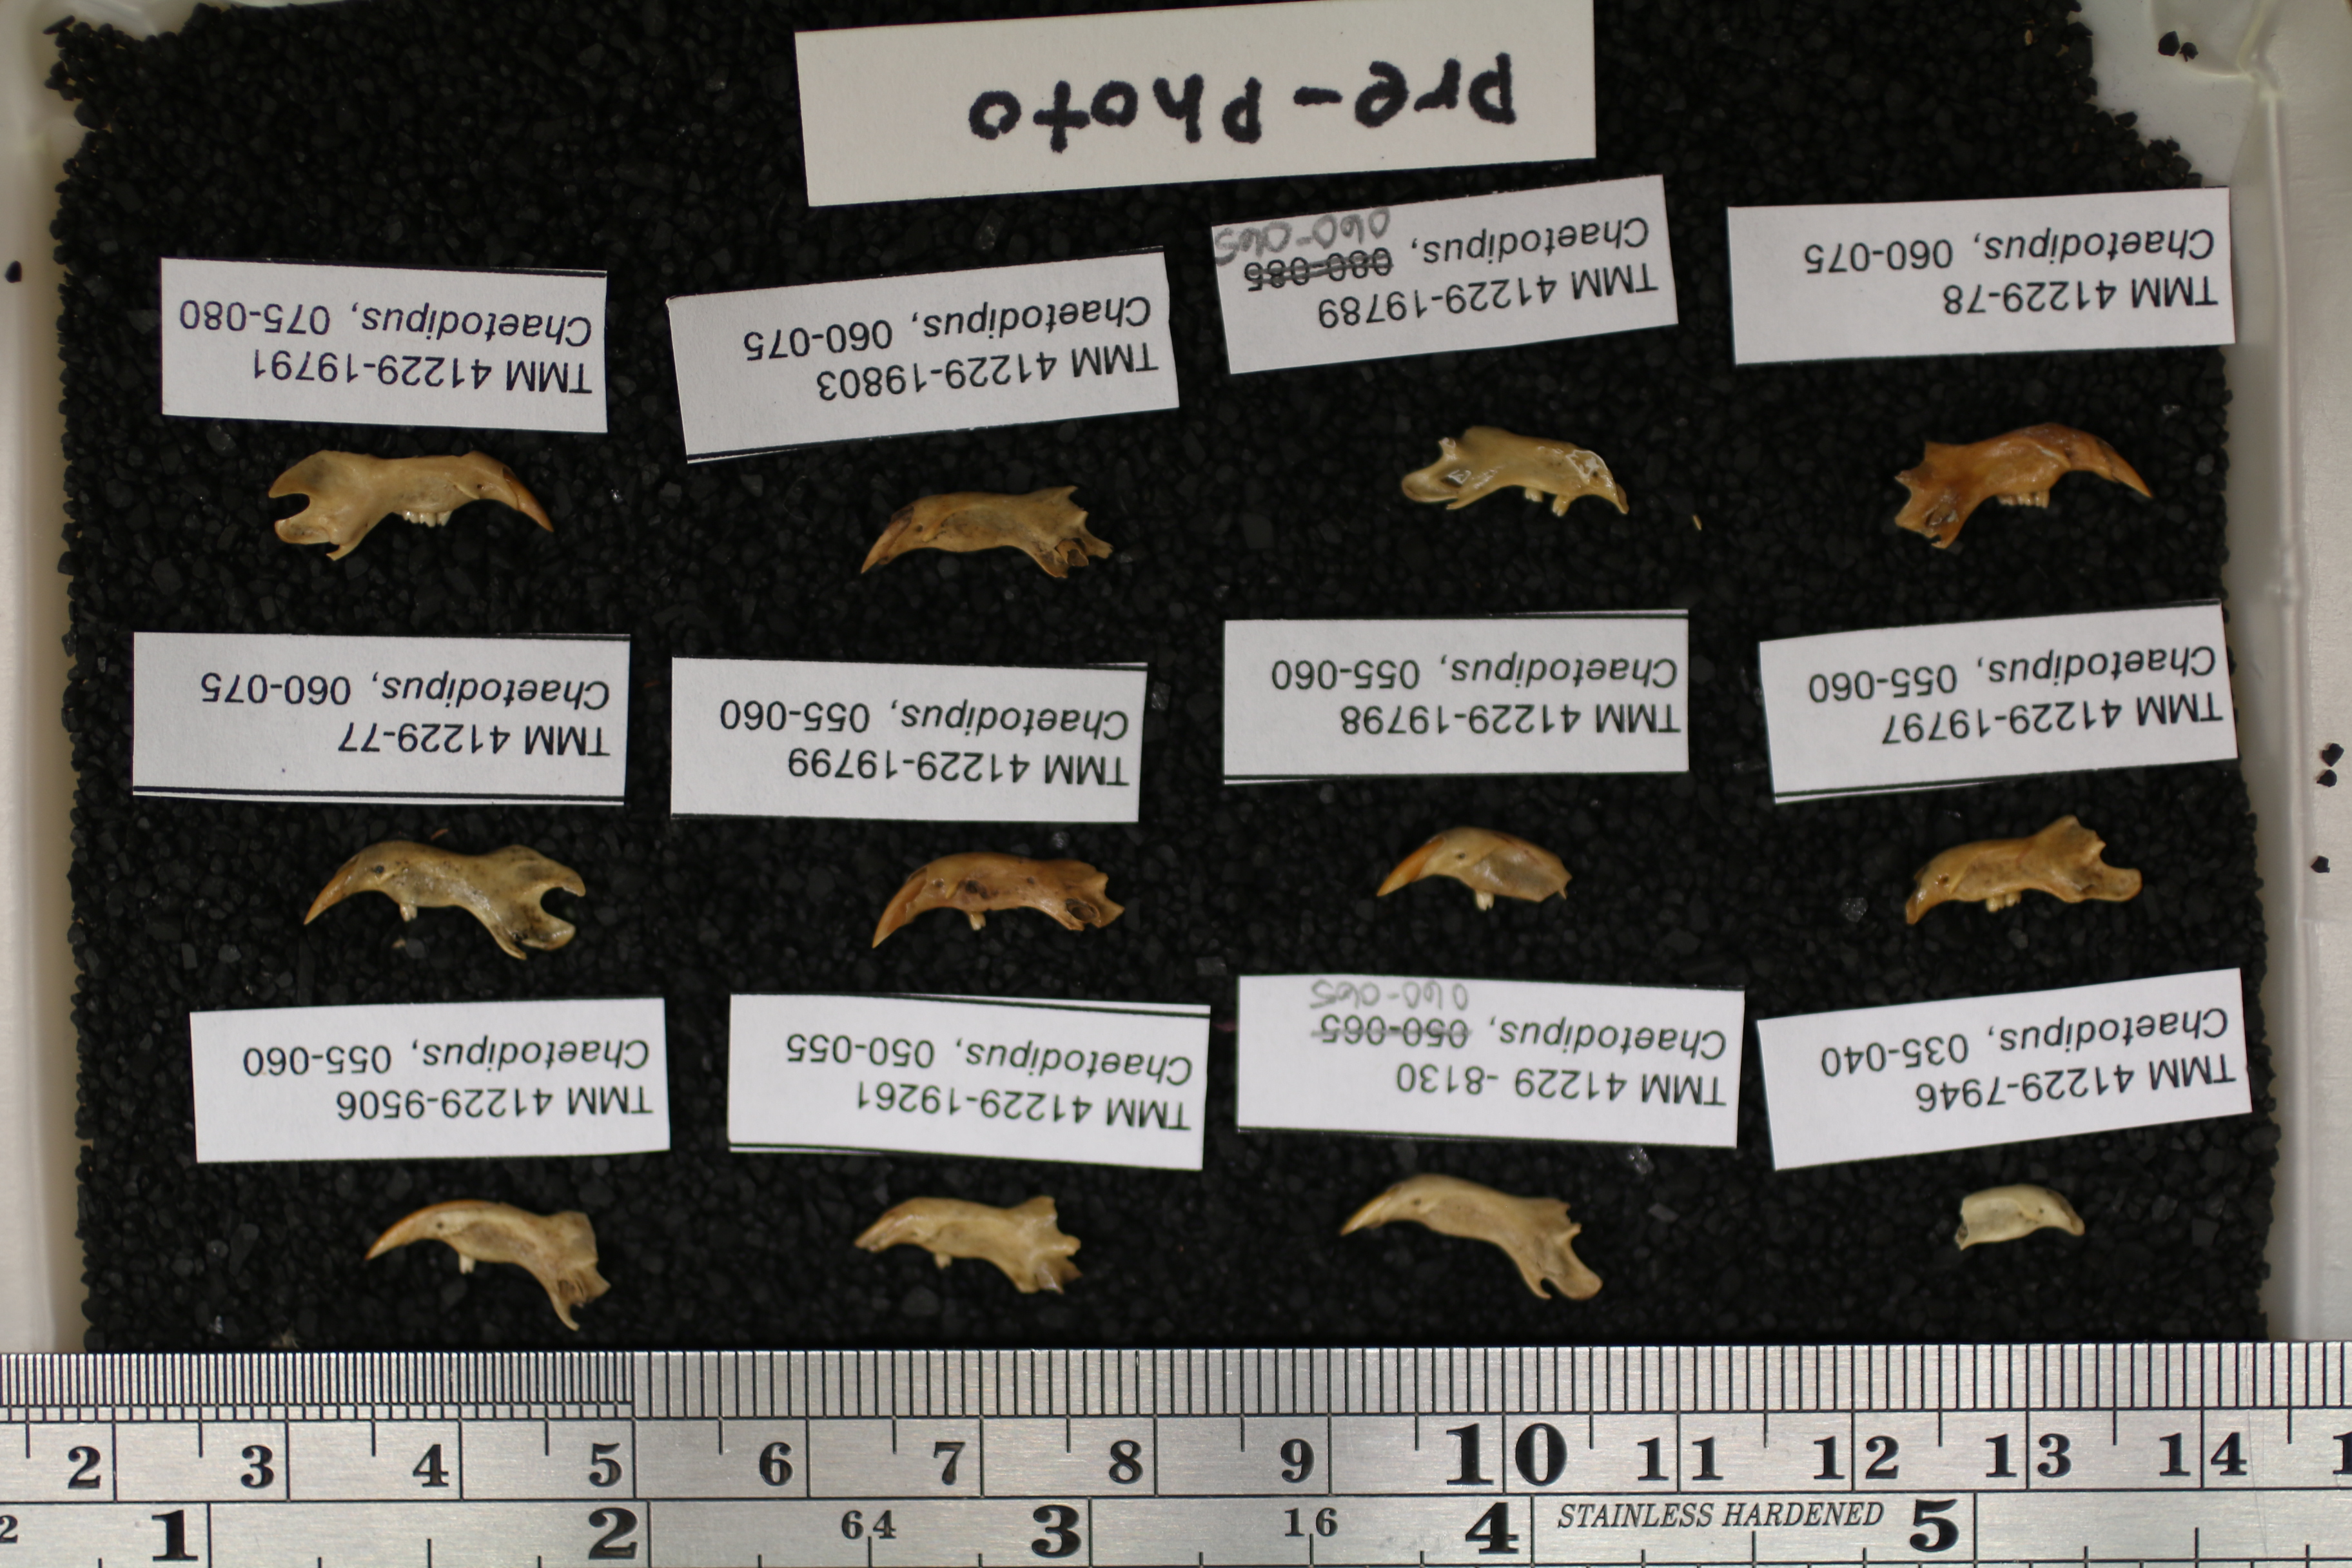 Pre-Photo
TMM 41229-19791
Chaetodipus, 075-080
TMM 41229-19803
Chaetodipus, 060-075
TMM 41229-19789
Chaetodipus, 080-085
060-065
TMM 41229-78
Chaetodipus, 060-075
TMM 41229-77
Chaetodipus, 060-075
TMM 41229-19799
Chaetodipus, 055-060
TMM 41229-19798
Chaetodipus, 055-060
TMM 41229-19797
Chaetodipus, 055-060
TMM 41229-9506
Chaetodipus, 055-060
TMM 41229-19261
Chaetodipus, 050-055
TMM 41229 -8130
Chaetodipus, 050-065
060-065
TMM 41229-7946
Chaetodipus, 035-040
2 3 4 5 6 7 8 9 10 11 12 13 14
1 2 64 3 16 4 STAINLESS HARDENED 5